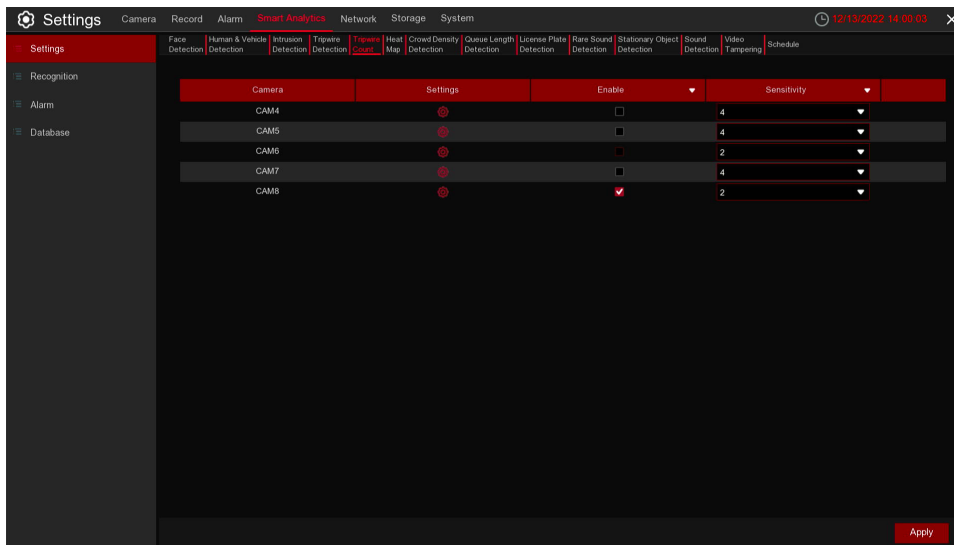 Settings Camera Record Alarm Smart Analytics Network Storage System 12/13/2022 14:00:03
Face Detection Human & Vehicle Detection Intrusion Detection Tripwire Detection Tripwire Count Heat Map Crowd Density Detection Queue Length Detection License Plate Detection Rare Sound Detection Stationary Object Detection Sound Detection Video Tampering Schedule
Settings
Recognition
Alarm
Database
Camera Settings Enable Sensitivity
CAM4 4
CAM5 4
CAM6 2
CAM7 4
CAM8 2
Apply